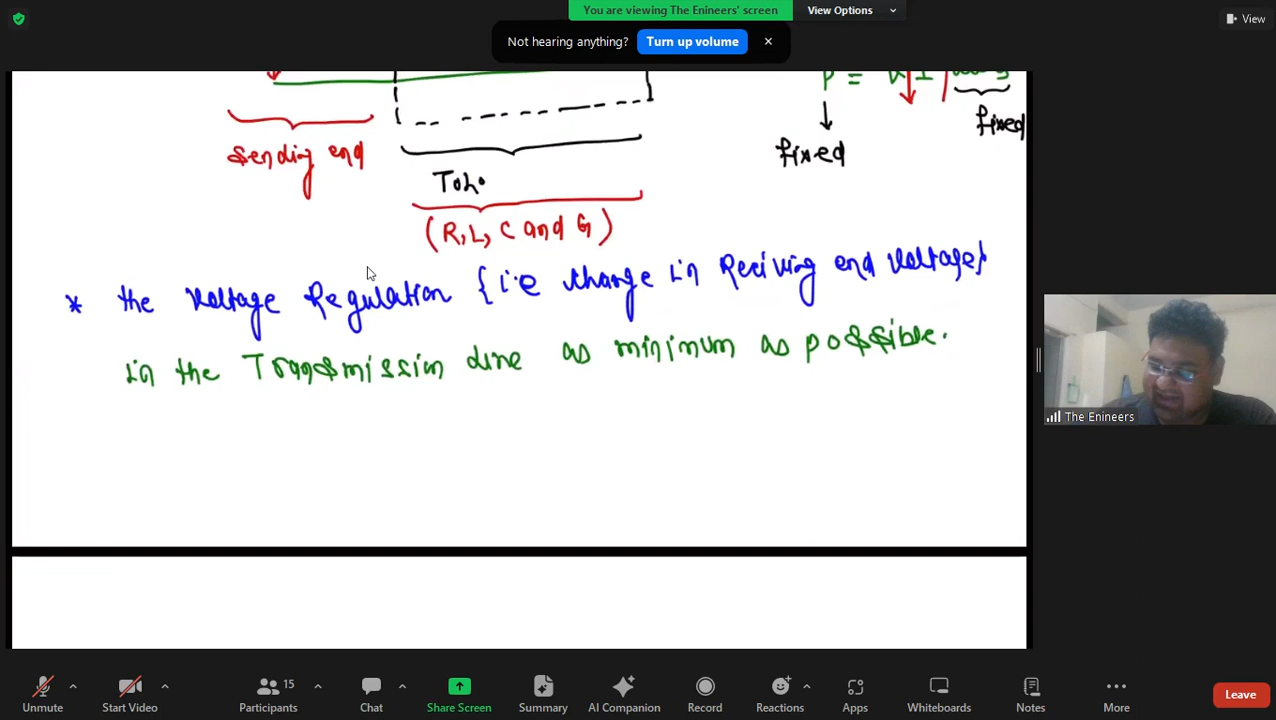 You are viewing The Enineers' screen
View Options
View
Not hearing anything?
Turn up volume
fixed
fixed
Sending end
(R, L, C and G)
* the Voltage Regulation {i.e change in Reciving end voltage}
in the Transmission line as minimum as possible.
The Enineers
Unmute
Start Video
Participants
15
Chat
Share Screen
Summary
AI Companion
Record
Reactions
Apps
Whiteboards
Notes
More
Leave